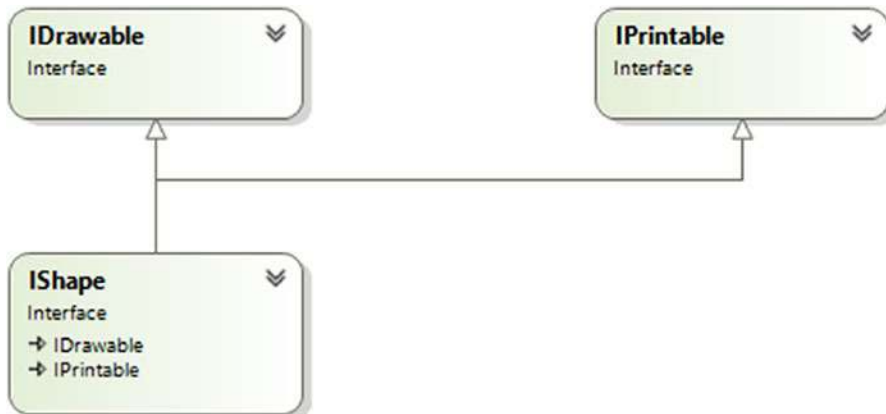 IDrawable
Interface
IPrintable
Interface
IShape
Interface
IDrawable
IPrintable